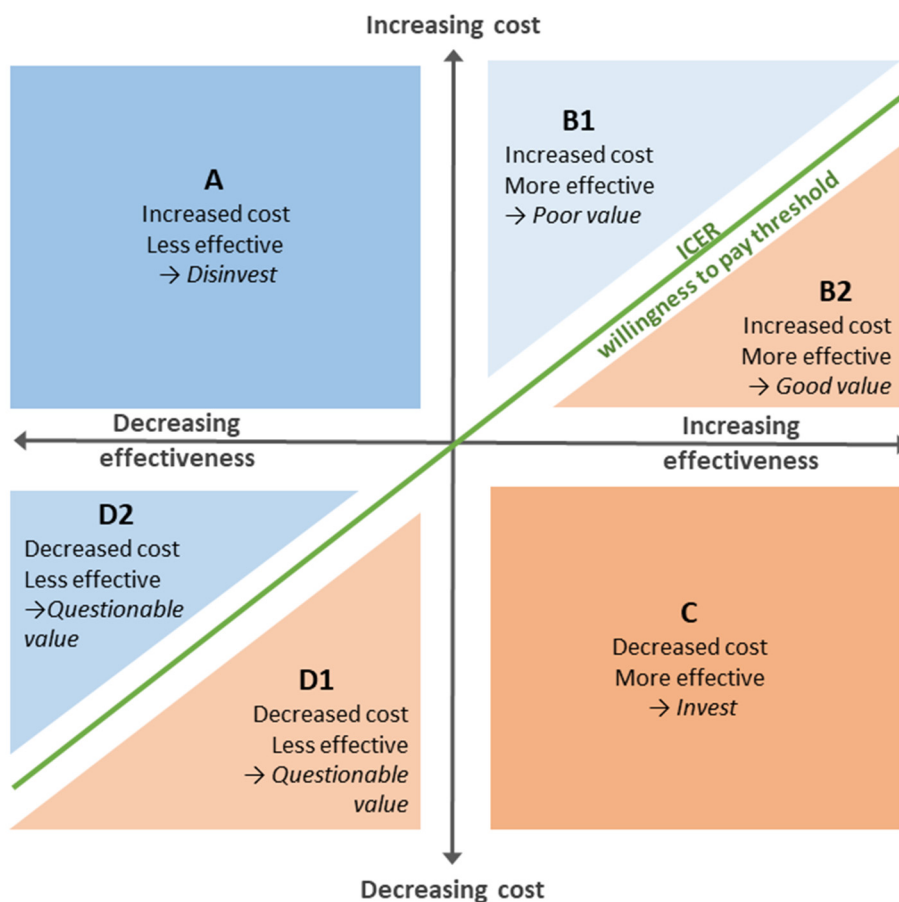 Increasing cost
A
Increased cost
Less effective
→ Disinvest
B1
Increased cost
More effective
→ Poor value
ICER
willingness to pay threshold
B2
Increased cost
More effective
→ Good value
Decreasing
effectiveness
Increasing
effectiveness
D2
Decreased cost
Less effective
→Questionable
value
D1
Decreased cost
Less effective
→ Questionable
value
C
Decreased cost
More effective
→ Invest
Decreasing cost